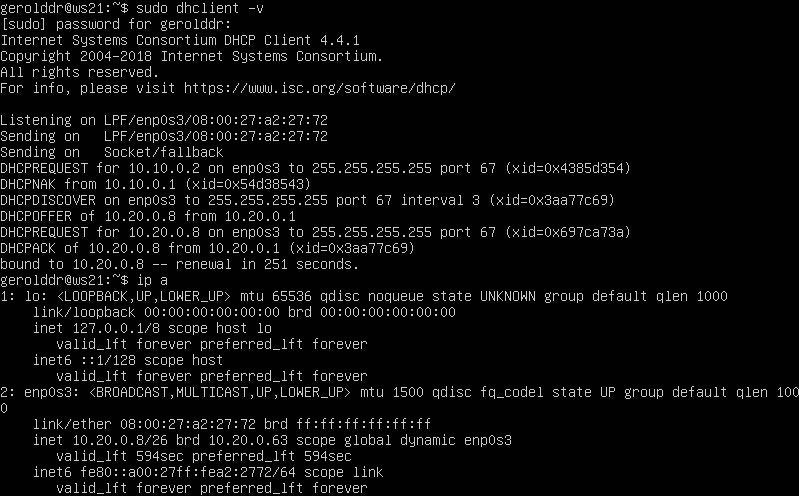 gerolddr@ws21:~$ sudo dhclient -v
[sudo] password for gerolddr:
Internet Systems Consortium DHCP Client 4.4.1
Copyright 2004-2018 Internet Systems Consortium.
All rights reserved.
For info, please visit https://www.isc.org/software/dhcp/

Listening on LPF/enp0s3/08:00:27:a2:27:72
Sending on   LPF/enp0s3/08:00:27:a2:27:72
Sending on   Socket/fallback
DHCPREQUEST for 10.10.0.2 on enp0s3 to 255.255.255.255 port 67 (xid=0x4385d354)
DHCPNAK from 10.10.0.1 (xid=0x54d38543)
DHCPDISCOVER on enp0s3 to 255.255.255.255 port 67 interval 3 (xid=0x3aa77c69)
DHCPOFFER of 10.20.0.8 from 10.20.0.1
DHCPREQUEST for 10.20.0.8 on enp0s3 to 255.255.255.255 port 67 (xid=0x697ca73a)
DHCPACK of 10.20.0.8 from 10.20.0.1 (xid=0x3aa77c69)
bound to 10.20.0.8 -- renewal in 251 seconds.
gerolddr@ws21:~$ ip a
1: lo: <LOOPBACK,UP,LOWER_UP> mtu 65536 qdisc noqueue state UNKNOWN group default qlen 1000
    link/loopback 00:00:00:00:00:00 brd 00:00:00:00:00:00
    inet 127.0.0.1/8 scope host lo
       valid_lft forever preferred_lft forever
    inet6 ::1/128 scope host
       valid_lft forever preferred_lft forever
2: enp0s3: <BROADCAST,MULTICAST,UP,LOWER_UP> mtu 1500 qdisc fq_codel state UP group default qlen 100
0
    link/ether 08:00:27:a2:27:72 brd ff:ff:ff:ff:ff:ff
    inet 10.20.0.8/26 brd 10.20.0.63 scope global dynamic enp0s3
       valid_lft 594sec preferred_lft 594sec
    inet6 fe80::a00:27ff:fea2:2772/64 scope link
       valid_lft forever preferred_lft forever